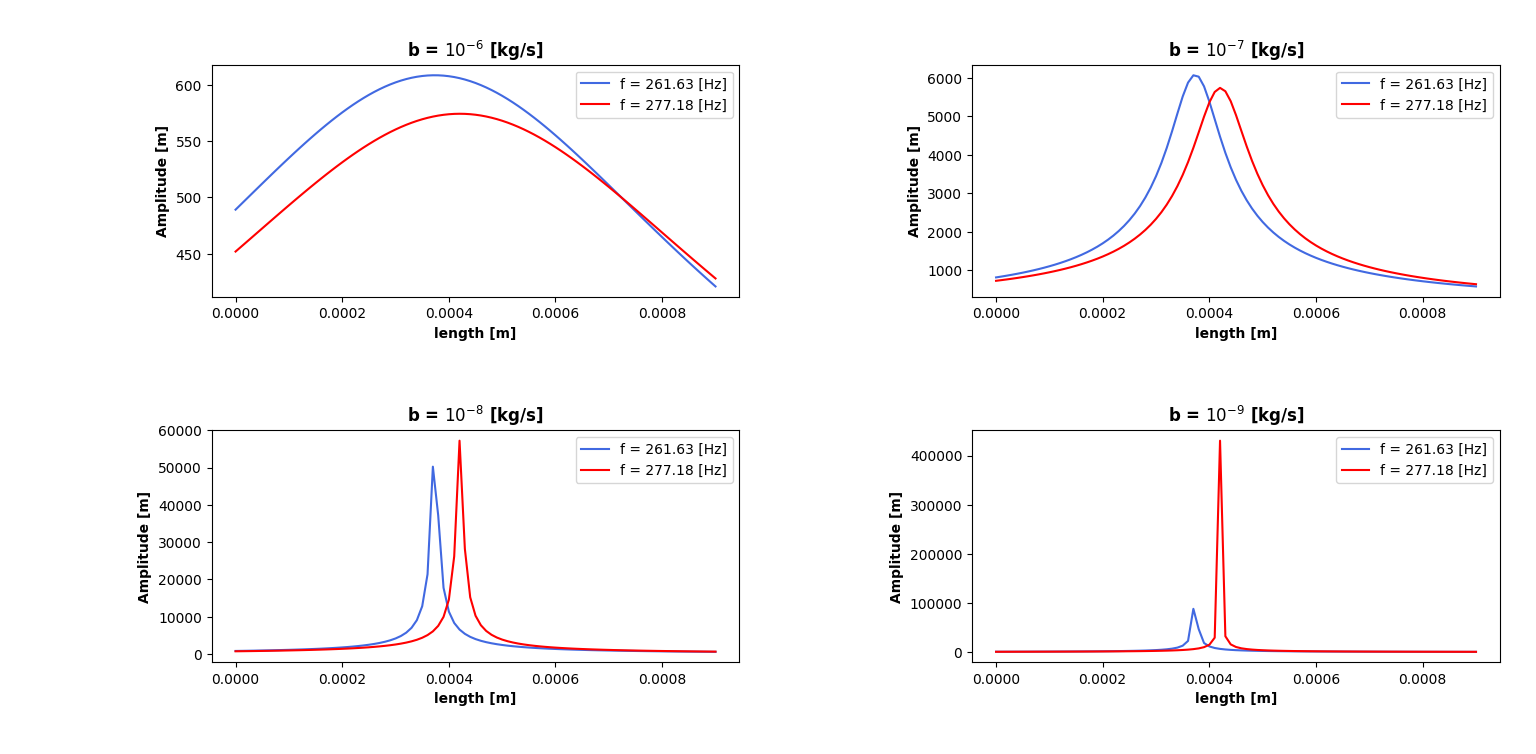 b = 10⁻⁶ [kg/s]
Amplitude [m]
600
550
500
450
f = 261.63 [Hz]
f = 277.18 [Hz]
0.0000 0.0002 0.0004 0.0006 0.0008
length [m]
b = 10⁻⁷ [kg/s]
Amplitude [m]
6000
5000
4000
3000
2000
1000
f = 261.63 [Hz]
f = 277.18 [Hz]
0.0000 0.0002 0.0004 0.0006 0.0008
length [m]
b = 10⁻⁸ [kg/s]
Amplitude [m]
60000
50000
40000
30000
20000
10000
0
f = 261.63 [Hz]
f = 277.18 [Hz]
0.0000 0.0002 0.0004 0.0006 0.0008
length [m]
b = 10⁻⁹ [kg/s]
Amplitude [m]
400000
300000
200000
100000
0
f = 261.63 [Hz]
f = 277.18 [Hz]
0.0000 0.0002 0.0004 0.0006 0.0008
length [m]